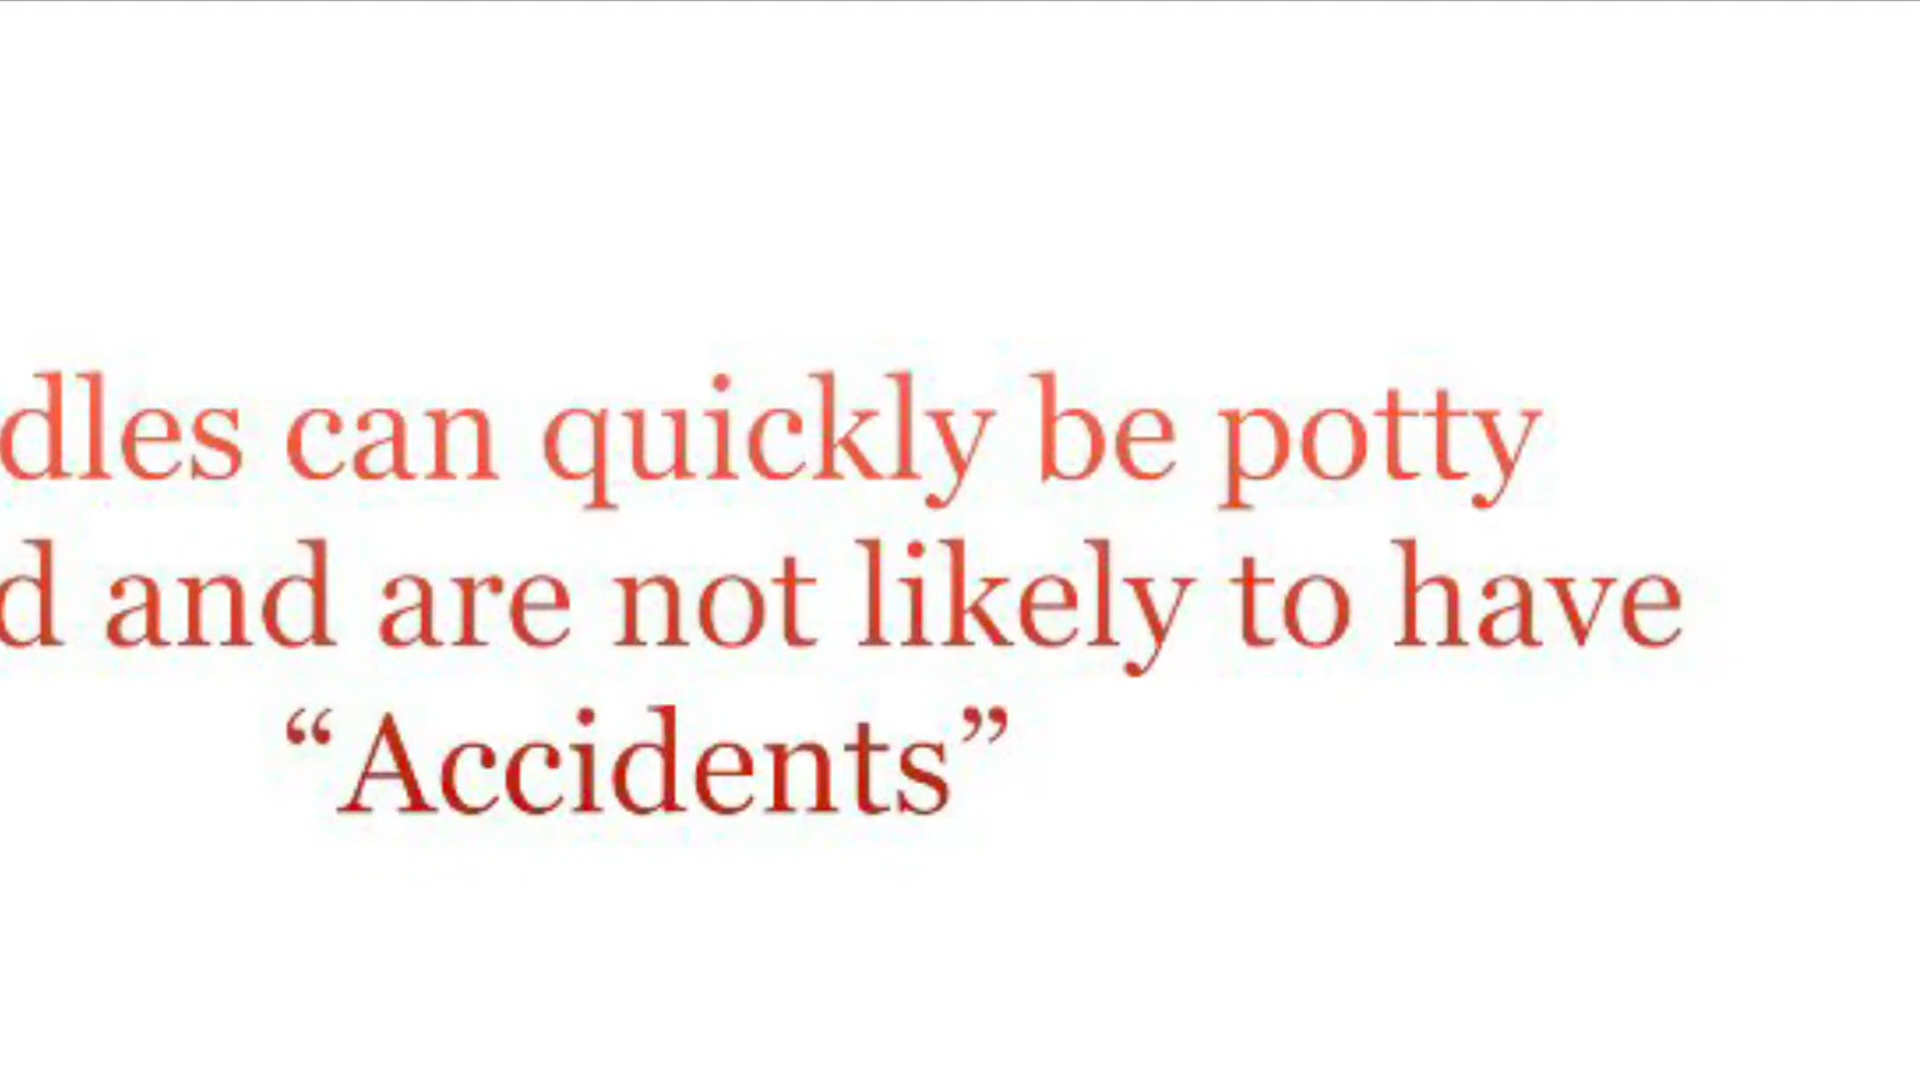 dles can quickly be potty
d and are not likely to have
“Accidents”